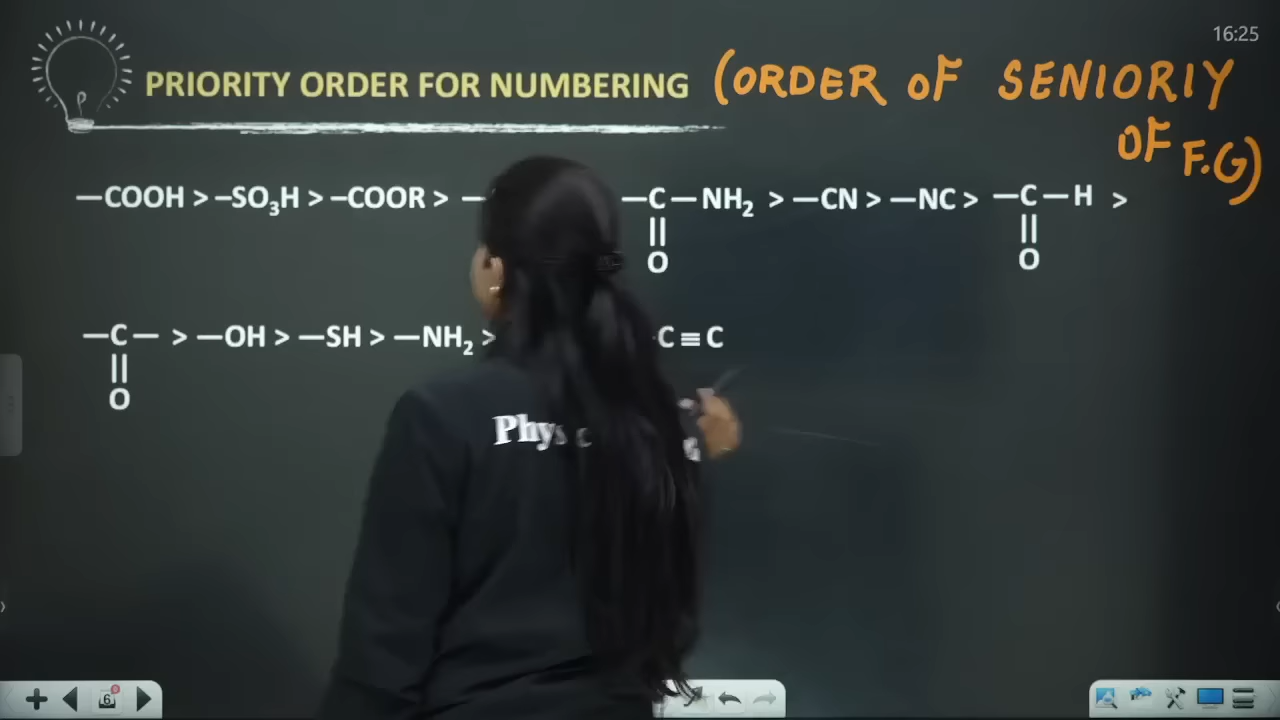 16:25
PRIORITY ORDER FOR NUMBERING (ORDER OF SENIORIY
OF F.G)
—COOH > —SO₃H > —COOR > — —C—NH₂ > —CN > —NC > —C—H >
|| ||
O O
—C— > —OH > —SH > —NH₂ > C ≡ C
||
O
Phys
6